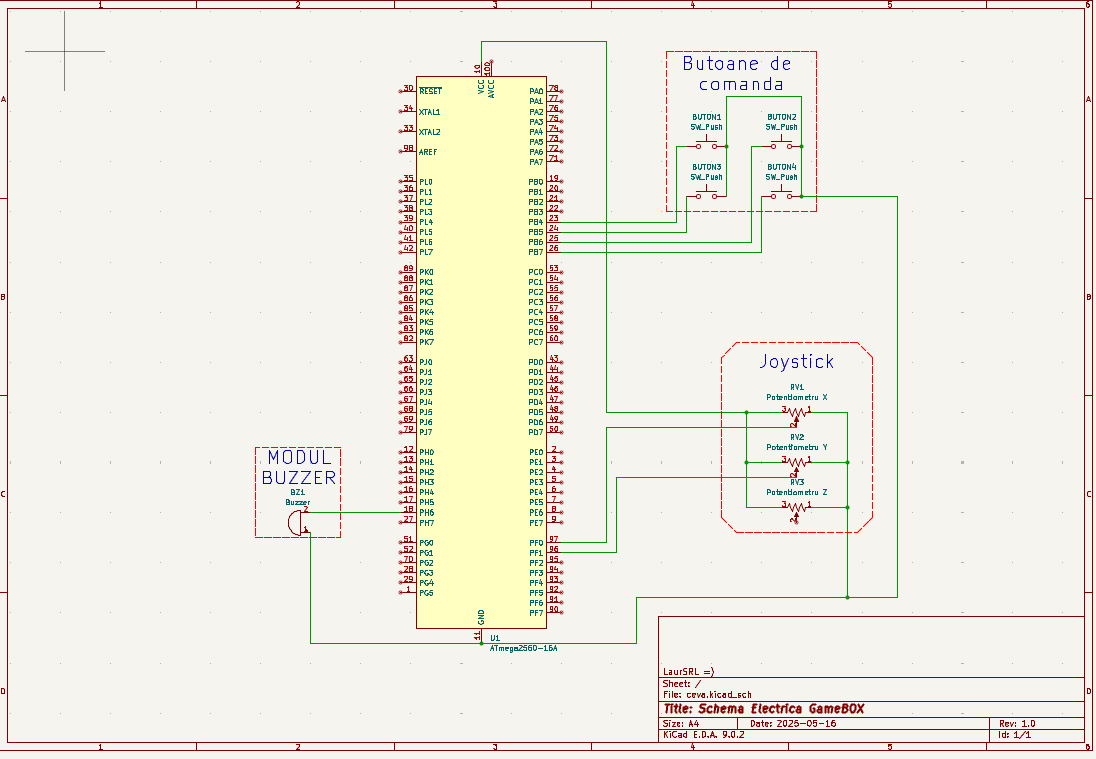 1 2 3 4 5 6
A
B
C
D
Butoane de
comanda
BUTON1
SW_Push
BUTON2
SW_Push
BUTON3
SW_Push
BUTON4
SW_Push
10 VCC
100 AVCC
30 RESET
34 XTAL1
33 XTAL2
98 AREF
35 PL0
36 PL1
37 PL2
38 PL3
39 PL4
40 PL5
41 PL6
42 PL7
89 PK0
88 PK1
87 PK2
86 PK3
85 PK4
84 PK5
83 PK6
82 PK7
63 PJ0
64 PJ1
65 PJ2
66 PJ3
67 PJ4
68 PJ5
69 PJ6
79 PJ7
12 PH0
13 PH1
14 PH2
15 PH3
16 PH4
17 PH5
18 PH6
27 PH7
51 PG0
52 PG1
70 PG2
28 PG3
29 PG4
1 PG5
PA0 78
PA1 77
PA2 76
PA3 75
PA4 74
PA5 73
PA6 72
PA7 71
PB0 19
PB1 20
PB2 21
PB3 22
PB4 23
PB5 24
PB6 25
PB7 26
PC0 53
PC1 54
PC2 55
PC3 56
PC4 57
PC5 58
PC6 59
PC7 60
PD0 43
PD1 44
PD2 45
PD3 46
PD4 47
PD5 48
PD6 49
PD7 50
PE0 2
PE1 3
PE2 4
PE3 5
PE4 6
PE5 7
PE6 8
PE7 9
PF0 97
PF1 96
PF2 95
PF3 94
PF4 93
PF5 92
PF6 91
PF7 90
GND 11
U1
ATmega2560-16A
Joystick
RV1
Potentiometru X
3 1
2
RV2
Potentiometru Y
3 1
2
RV3
Potentiometru Z
3 1
2
MODUL
BUZZER
BZ1
Buzzer
2
1
LaurSRL =)
Sheet: /
File: ceva.kicad_sch
Title: Schema Electrica GameBOX
Size: A4 Date: 2025-05-16 Rev: 1.0
KiCad E.D.A. 9.0.2 Id: 1/1
1 2 3 4 5 6
A
B
C
D